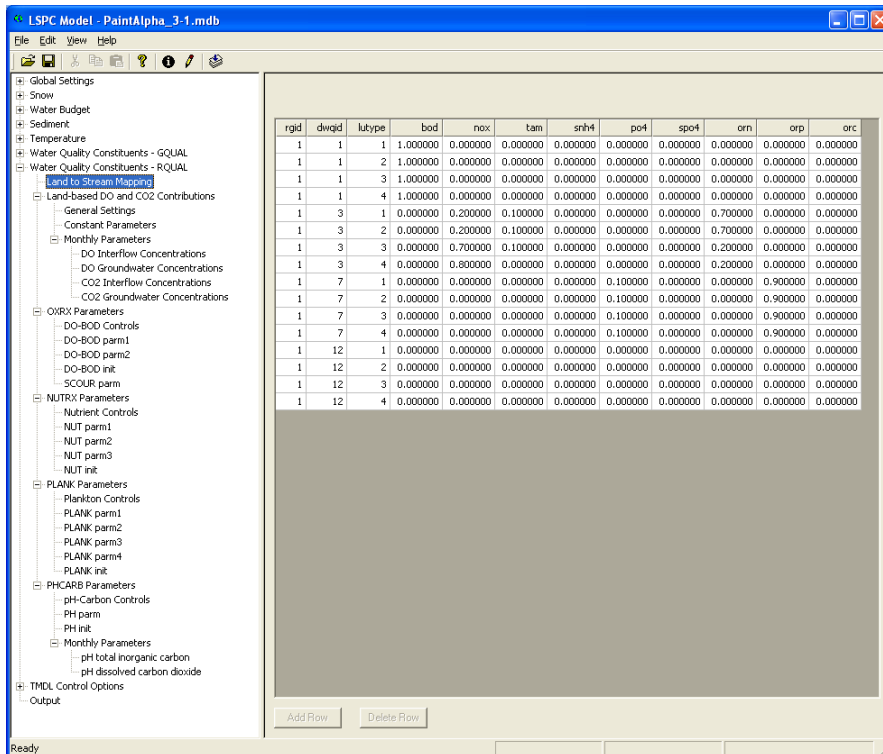 LSPC Model - PaintAlpha_3-1.mdb
File Edit View Help
Global Settings
Snow
Water Budget
Sediment
Temperature
Water Quality Constituents - GQUAL
Water Quality Constituents - RQUAL
Land to Stream Mapping
Land-based DO and CO2 Contributions
General Settings
Constant Parameters
Monthly Parameters
DO Interflow Concentrations
DO Groundwater Concentrations
CO2 Interflow Concentrations
CO2 Groundwater Concentrations
OXRX Parameters
DO-BOD Controls
DO-BOD parm1
DO-BOD parm2
DO-BOD init
SCOUR parm
NUTRX Parameters
Nutrient Controls
NUT parm1
NUT parm2
NUT parm3
NUT init
PLANK Parameters
Plankton Controls
PLANK parm1
PLANK parm2
PLANK parm3
PLANK parm4
PLANK init
PHCARB Parameters
pH-Carbon Controls
PH parm
PH init
Monthly Parameters
pH total inorganic carbon
pH dissolved carbon dioxide
TMDL Control Options
Output
rgid dwqid lutype bod nox tam snh4 po4 spo4 orn orp orc
1 1 1 1.000000 0.000000 0.000000 0.000000 0.000000 0.000000 0.000000 0.000000 0.000000
1 1 2 1.000000 0.000000 0.000000 0.000000 0.000000 0.000000 0.000000 0.000000 0.000000
1 1 3 1.000000 0.000000 0.000000 0.000000 0.000000 0.000000 0.000000 0.000000 0.000000
1 1 4 1.000000 0.000000 0.000000 0.000000 0.000000 0.000000 0.000000 0.000000 0.000000
1 3 1 0.000000 0.200000 0.100000 0.000000 0.000000 0.000000 0.700000 0.000000 0.000000
1 3 2 0.000000 0.200000 0.100000 0.000000 0.000000 0.000000 0.700000 0.000000 0.000000
1 3 3 0.000000 0.700000 0.100000 0.000000 0.000000 0.000000 0.200000 0.000000 0.000000
1 3 4 0.000000 0.800000 0.000000 0.000000 0.000000 0.000000 0.200000 0.000000 0.000000
1 7 1 0.000000 0.000000 0.000000 0.000000 0.100000 0.000000 0.000000 0.900000 0.000000
1 7 2 0.000000 0.000000 0.000000 0.000000 0.100000 0.000000 0.000000 0.900000 0.000000
1 7 3 0.000000 0.000000 0.000000 0.000000 0.100000 0.000000 0.000000 0.900000 0.000000
1 7 4 0.000000 0.000000 0.000000 0.000000 0.100000 0.000000 0.000000 0.900000 0.000000
1 12 1 0.000000 0.000000 0.000000 0.000000 0.000000 0.000000 0.000000 0.000000 0.000000
1 12 2 0.000000 0.000000 0.000000 0.000000 0.000000 0.000000 0.000000 0.000000 0.000000
1 12 3 0.000000 0.000000 0.000000 0.000000 0.000000 0.000000 0.000000 0.000000 0.000000
1 12 4 0.000000 0.000000 0.000000 0.000000 0.000000 0.000000 0.000000 0.000000 0.000000
Add Row Delete Row
Ready